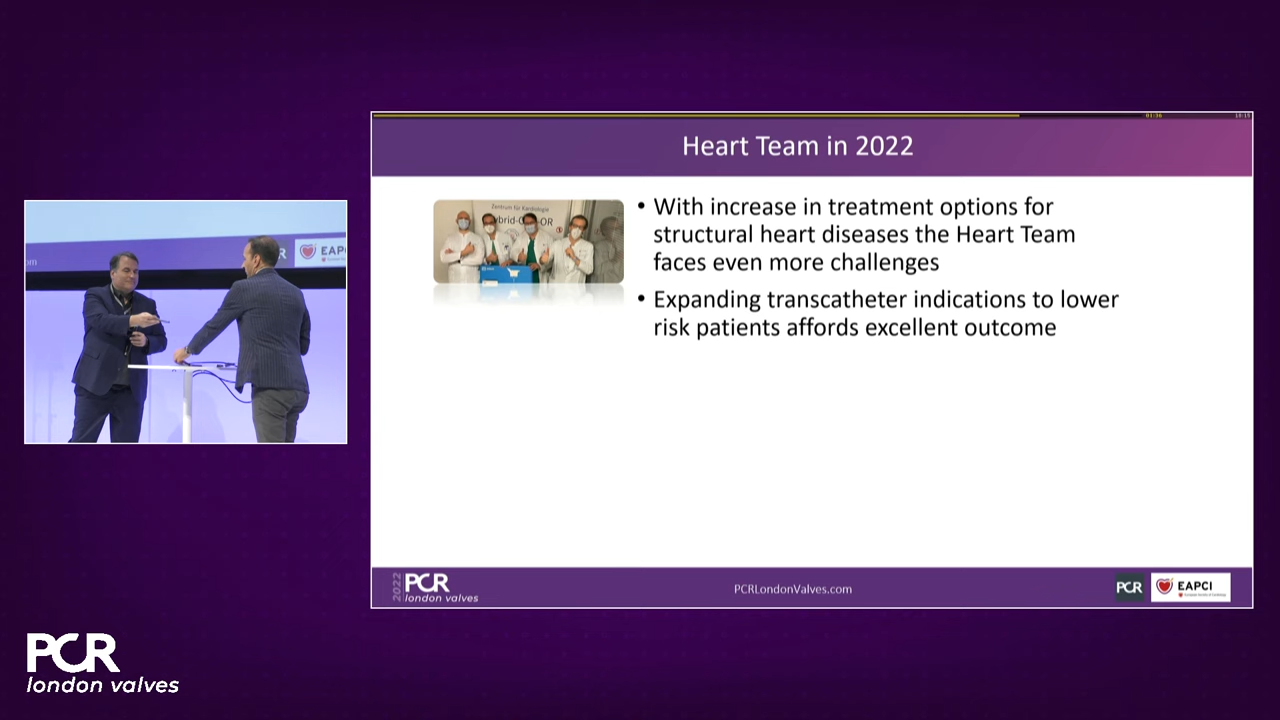 Heart Team in 2022
Zentrum für Kardiologie
• With increase in treatment options for
structural heart diseases the Heart Team
faces even more challenges
• Expanding transcatheter indications to lower
risk patients affords excellent outcome
EAPCI
2022
PCR
london valves
PCRLondonValves.com
PCR
EAPCI
PCR
london valves